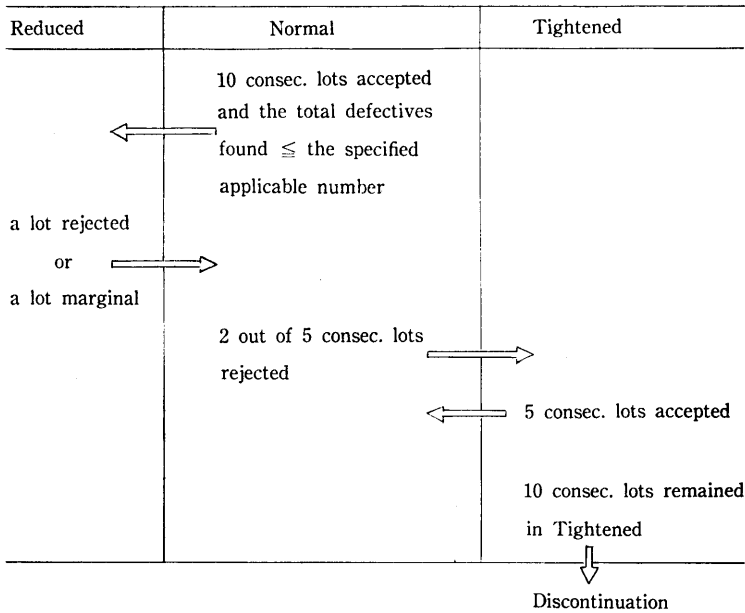 Reduced Normal Tightened
10 consec. lots accepted
and the total defectives
found ≦ the specified
applicable number
a lot rejected
or
a lot marginal
2 out of 5 consec. lots
rejected
5 consec. lots accepted
10 consec. lots remained
in Tightened
Discontinuation